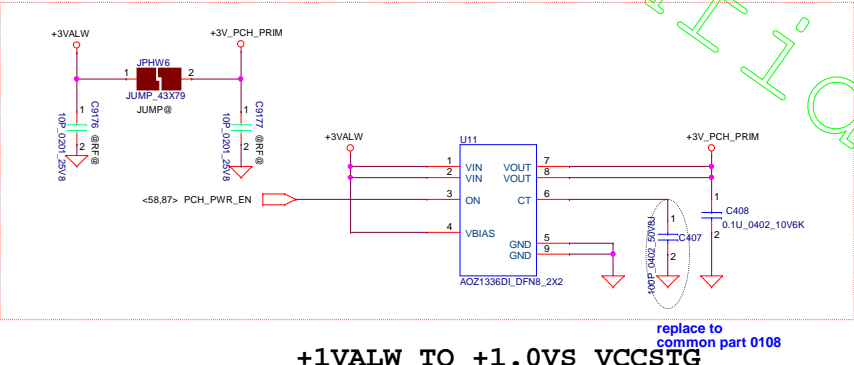 +3VALW
+3V_PCH_PRIM
JPHW6
1
2
JUMP_43X79
JUMP@
1
2
C9176
10P_0201_25V8
@RF@
1
2
C9177
10P_0201_25V8
@RF@
+3VALW
U11
+3V_PCH_PRIM
1 VIN
2 VIN
VOUT 7
VOUT 8
<58,87> PCH_PWR_EN
3 ON
CT 6
4 VBIAS
GND 5
GND 9
AOZ1336DI_DFN8_2X2
1
2
C407
100P_0402_50V8J
1
2
C408
0.1U_0402_10V6K
replace to
common part 0108
+1VALW TO +1.0VS VCCSTG